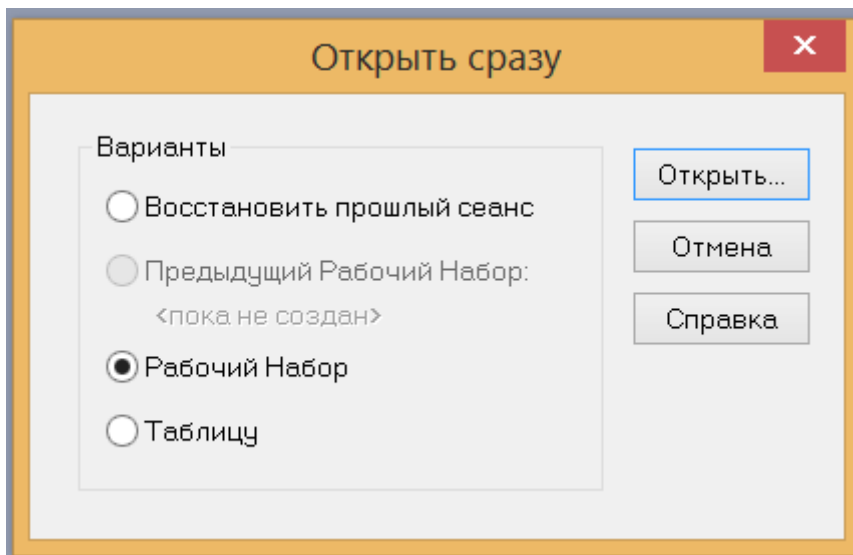 Открыть сразу
Варианты
Восстановить прошлый сеанс
Предыдущий Рабочий Набор:
<пока не создан>
Рабочий Набор
Таблицу
Открыть...
Отмена
Справка